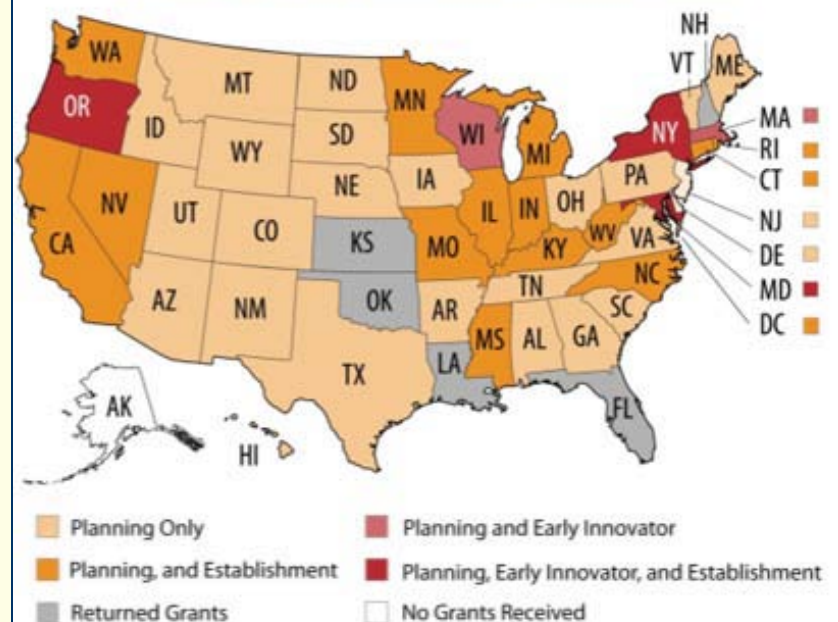 NH
WA
VT
ME
MT
ND
MN
OR
MA
ID
SD
WI
NY
RI
WY
MI
CT
IA
PA
NE
NV
OH
NJ
UT
IL
IN
DE
CO
WV
VA
CA
KS
MO
KY
MD
NC
TN
DC
AZ
OK
AR
SC
NM
MS
AL
GA
LA
TX
AK
FL
HI
Planning Only
Planning and Early Innovator
Planning, and Establishment
Planning, Early Innovator, and Establishment
Returned Grants
No Grants Received